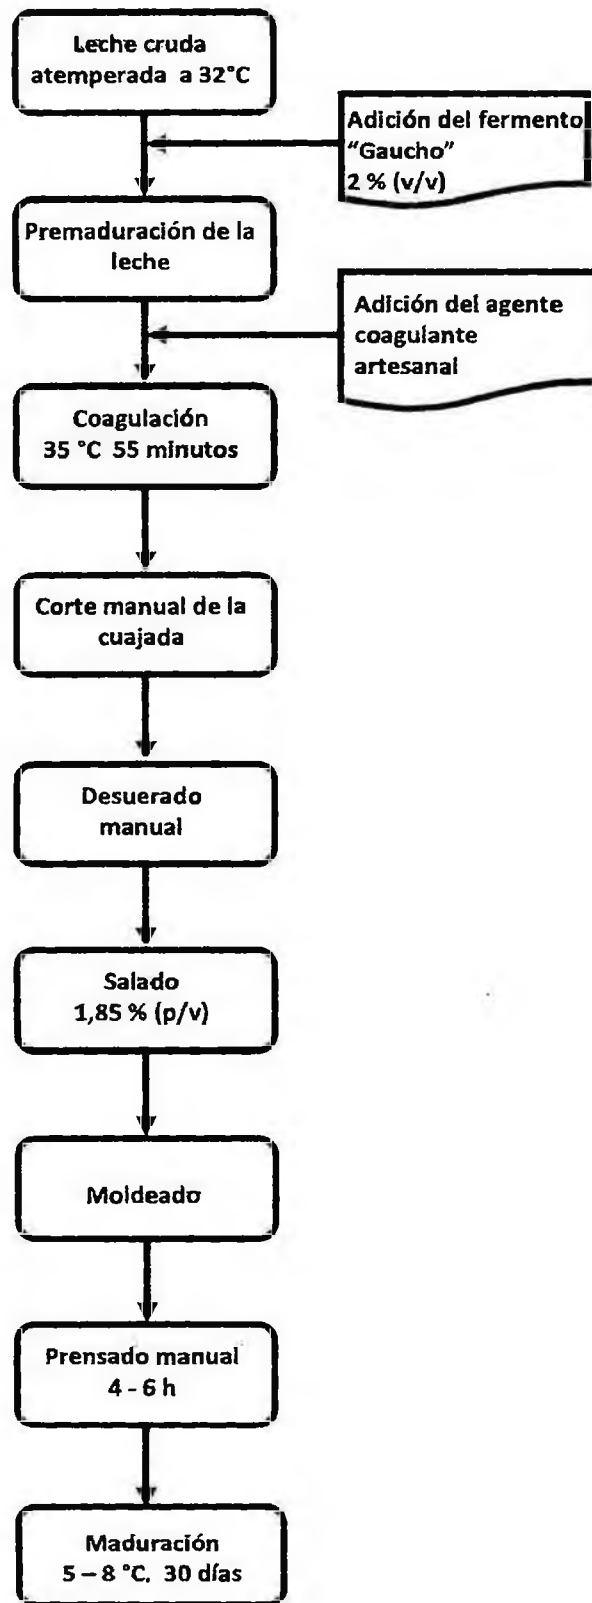 Leche cruda
atemperada a 32°C
Adición del fermento
“Gaucho”
2 % (v/v)
Premaduración de la
leche
Adición del agente
coagulante
artesanal
Coagulación
35 °C 55 minutos
Corte manual de la
cuajada
Desuerado
manual
Salado
1,85 % (p/v)
Moldeado
Prensado manual
4 - 6 h
Maduración
5 – 8 °C. 30 días